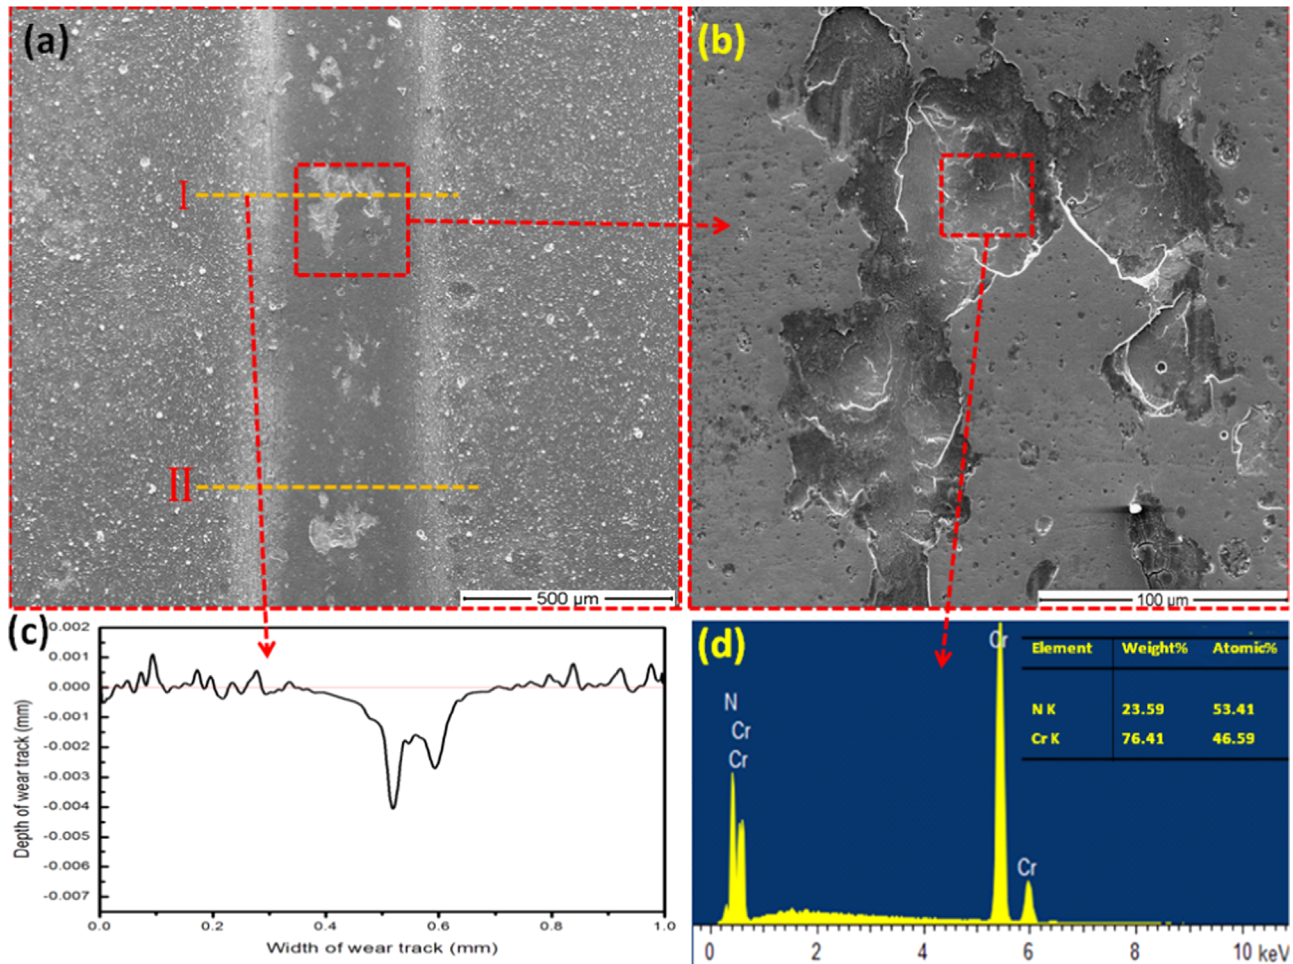 (a)
I
II
500 µm
(b)
100 µm
(c)
0.002
0.001
0.000
-0.001
-0.002
-0.003
-0.004
-0.005
-0.006
-0.007
Depth of wear track (mm)
0.0 0.2 0.4 0.6 0.8 1.0
Width of wear track (mm)
(d)
N
Cr
Cr
Cr
Cr
Element Weight% Atomic%
N K 23.59 53.41
Cr K 76.41 46.59
0 2 4 6 8 10 keV